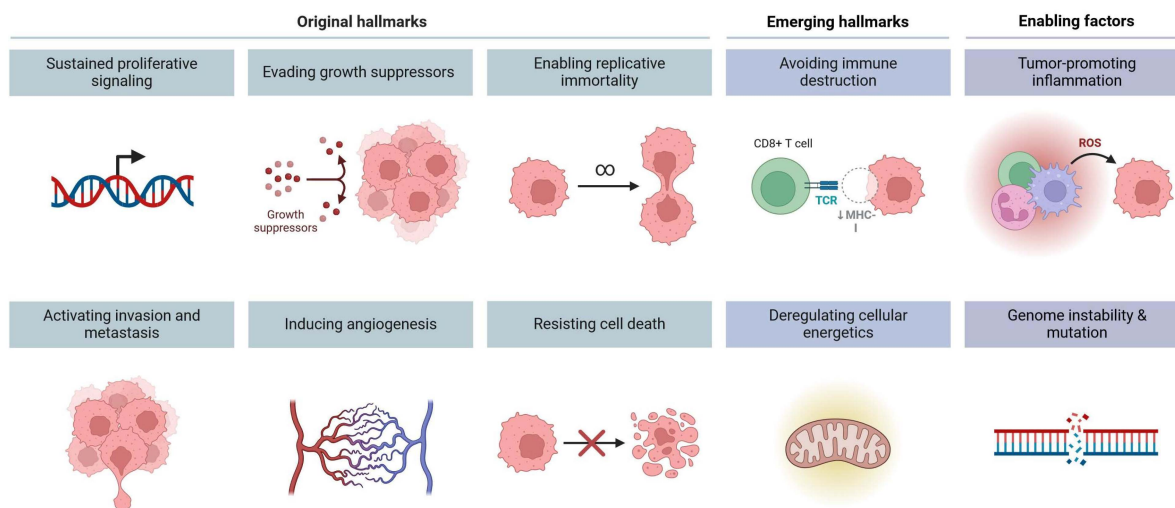 Original hallmarks
Emerging hallmarks
Enabling factors
Sustained proliferative
signaling
Evading growth suppressors
Enabling replicative
immortality
Avoiding immune
destruction
Tumor-promoting
inflammation
Growth
suppressors
∞
CD8+ T cell
TCR
↓MHC-
I
ROS
Activating invasion and
metastasis
Inducing angiogenesis
Resisting cell death
Deregulating cellular
energetics
Genome instability &
mutation